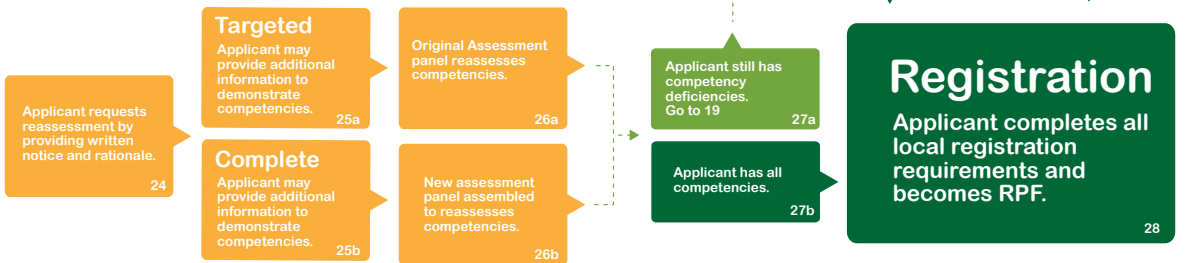 Applicant requests
reassessment by
providing written
notice and rationale.
24
Targeted
Applicant may
provide additional
information to
demonstrate
competencies.
25a
Complete
Applicant may
provide additional
information to
demonstrate
competencies.
25b
Original Assessment
panel reassesses
competencies.
26a
New assessment
panel assembled
to reassesses
competencies.
26b
Applicant still has
competency
deficiencies.
Go to 19
27a
Applicant has all
competencies.
27b
Registration
Applicant completes all
local registration
requirements and
becomes RPF.
28